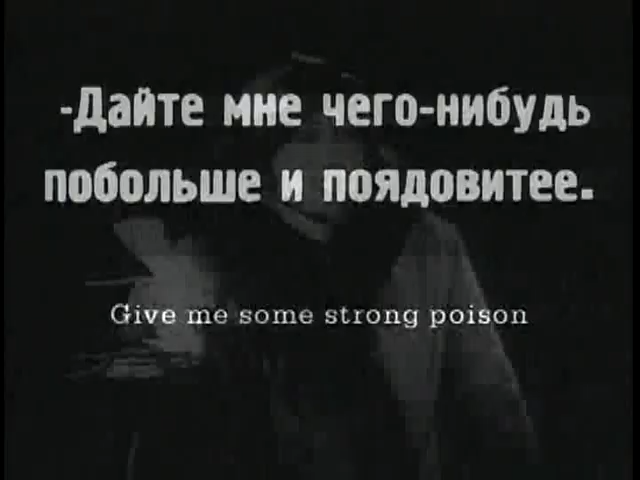 -Дайте мне чего-нибудь
побольше и поядовитее.
Give me some strong poison